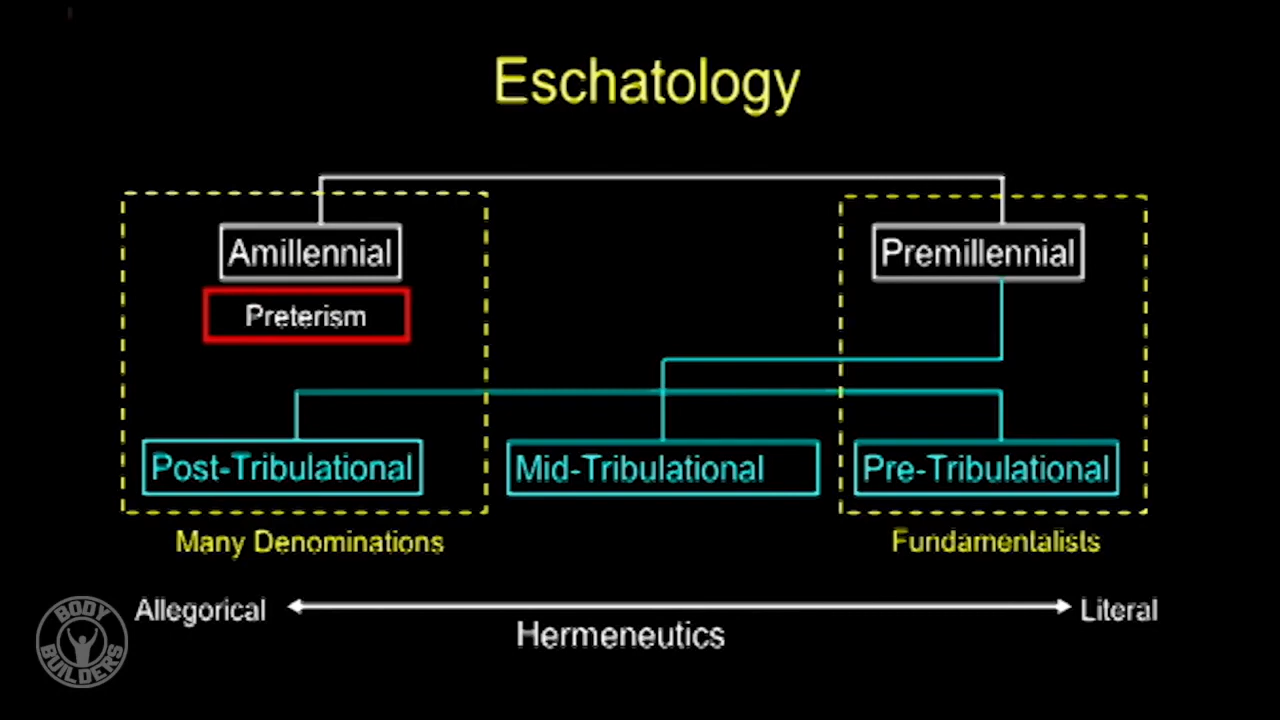 Eschatology
Amillennial
Premillennial
Preterism
Post-Tribulational
Mid-Tribulational
Pre-Tribulational
Many Denominations
Fundamentalists
Allegorical
Literal
Hermeneutics
BODY
BUILDERS